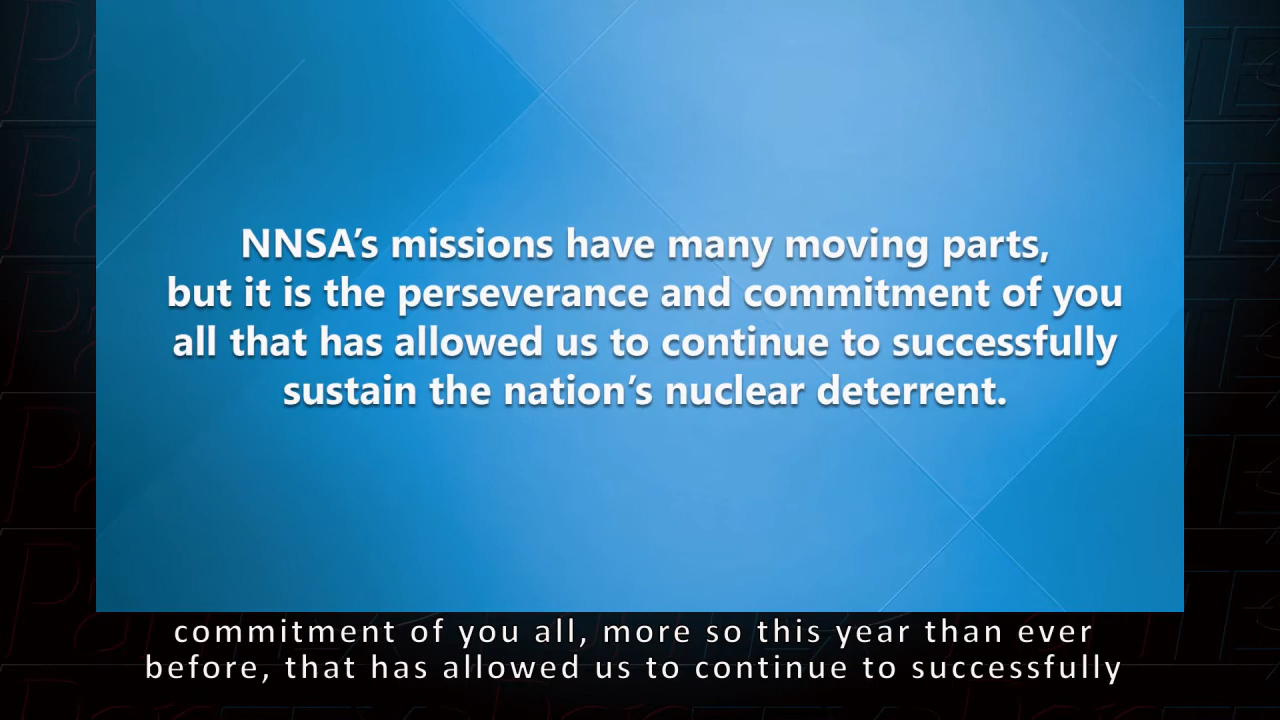 NNSA’s missions have many moving parts,
but it is the perseverance and commitment of you
all that has allowed us to continue to successfully
sustain the nation’s nuclear deterrent.
commitment of you all, more so this year than ever
before, that has allowed us to continue to successfully